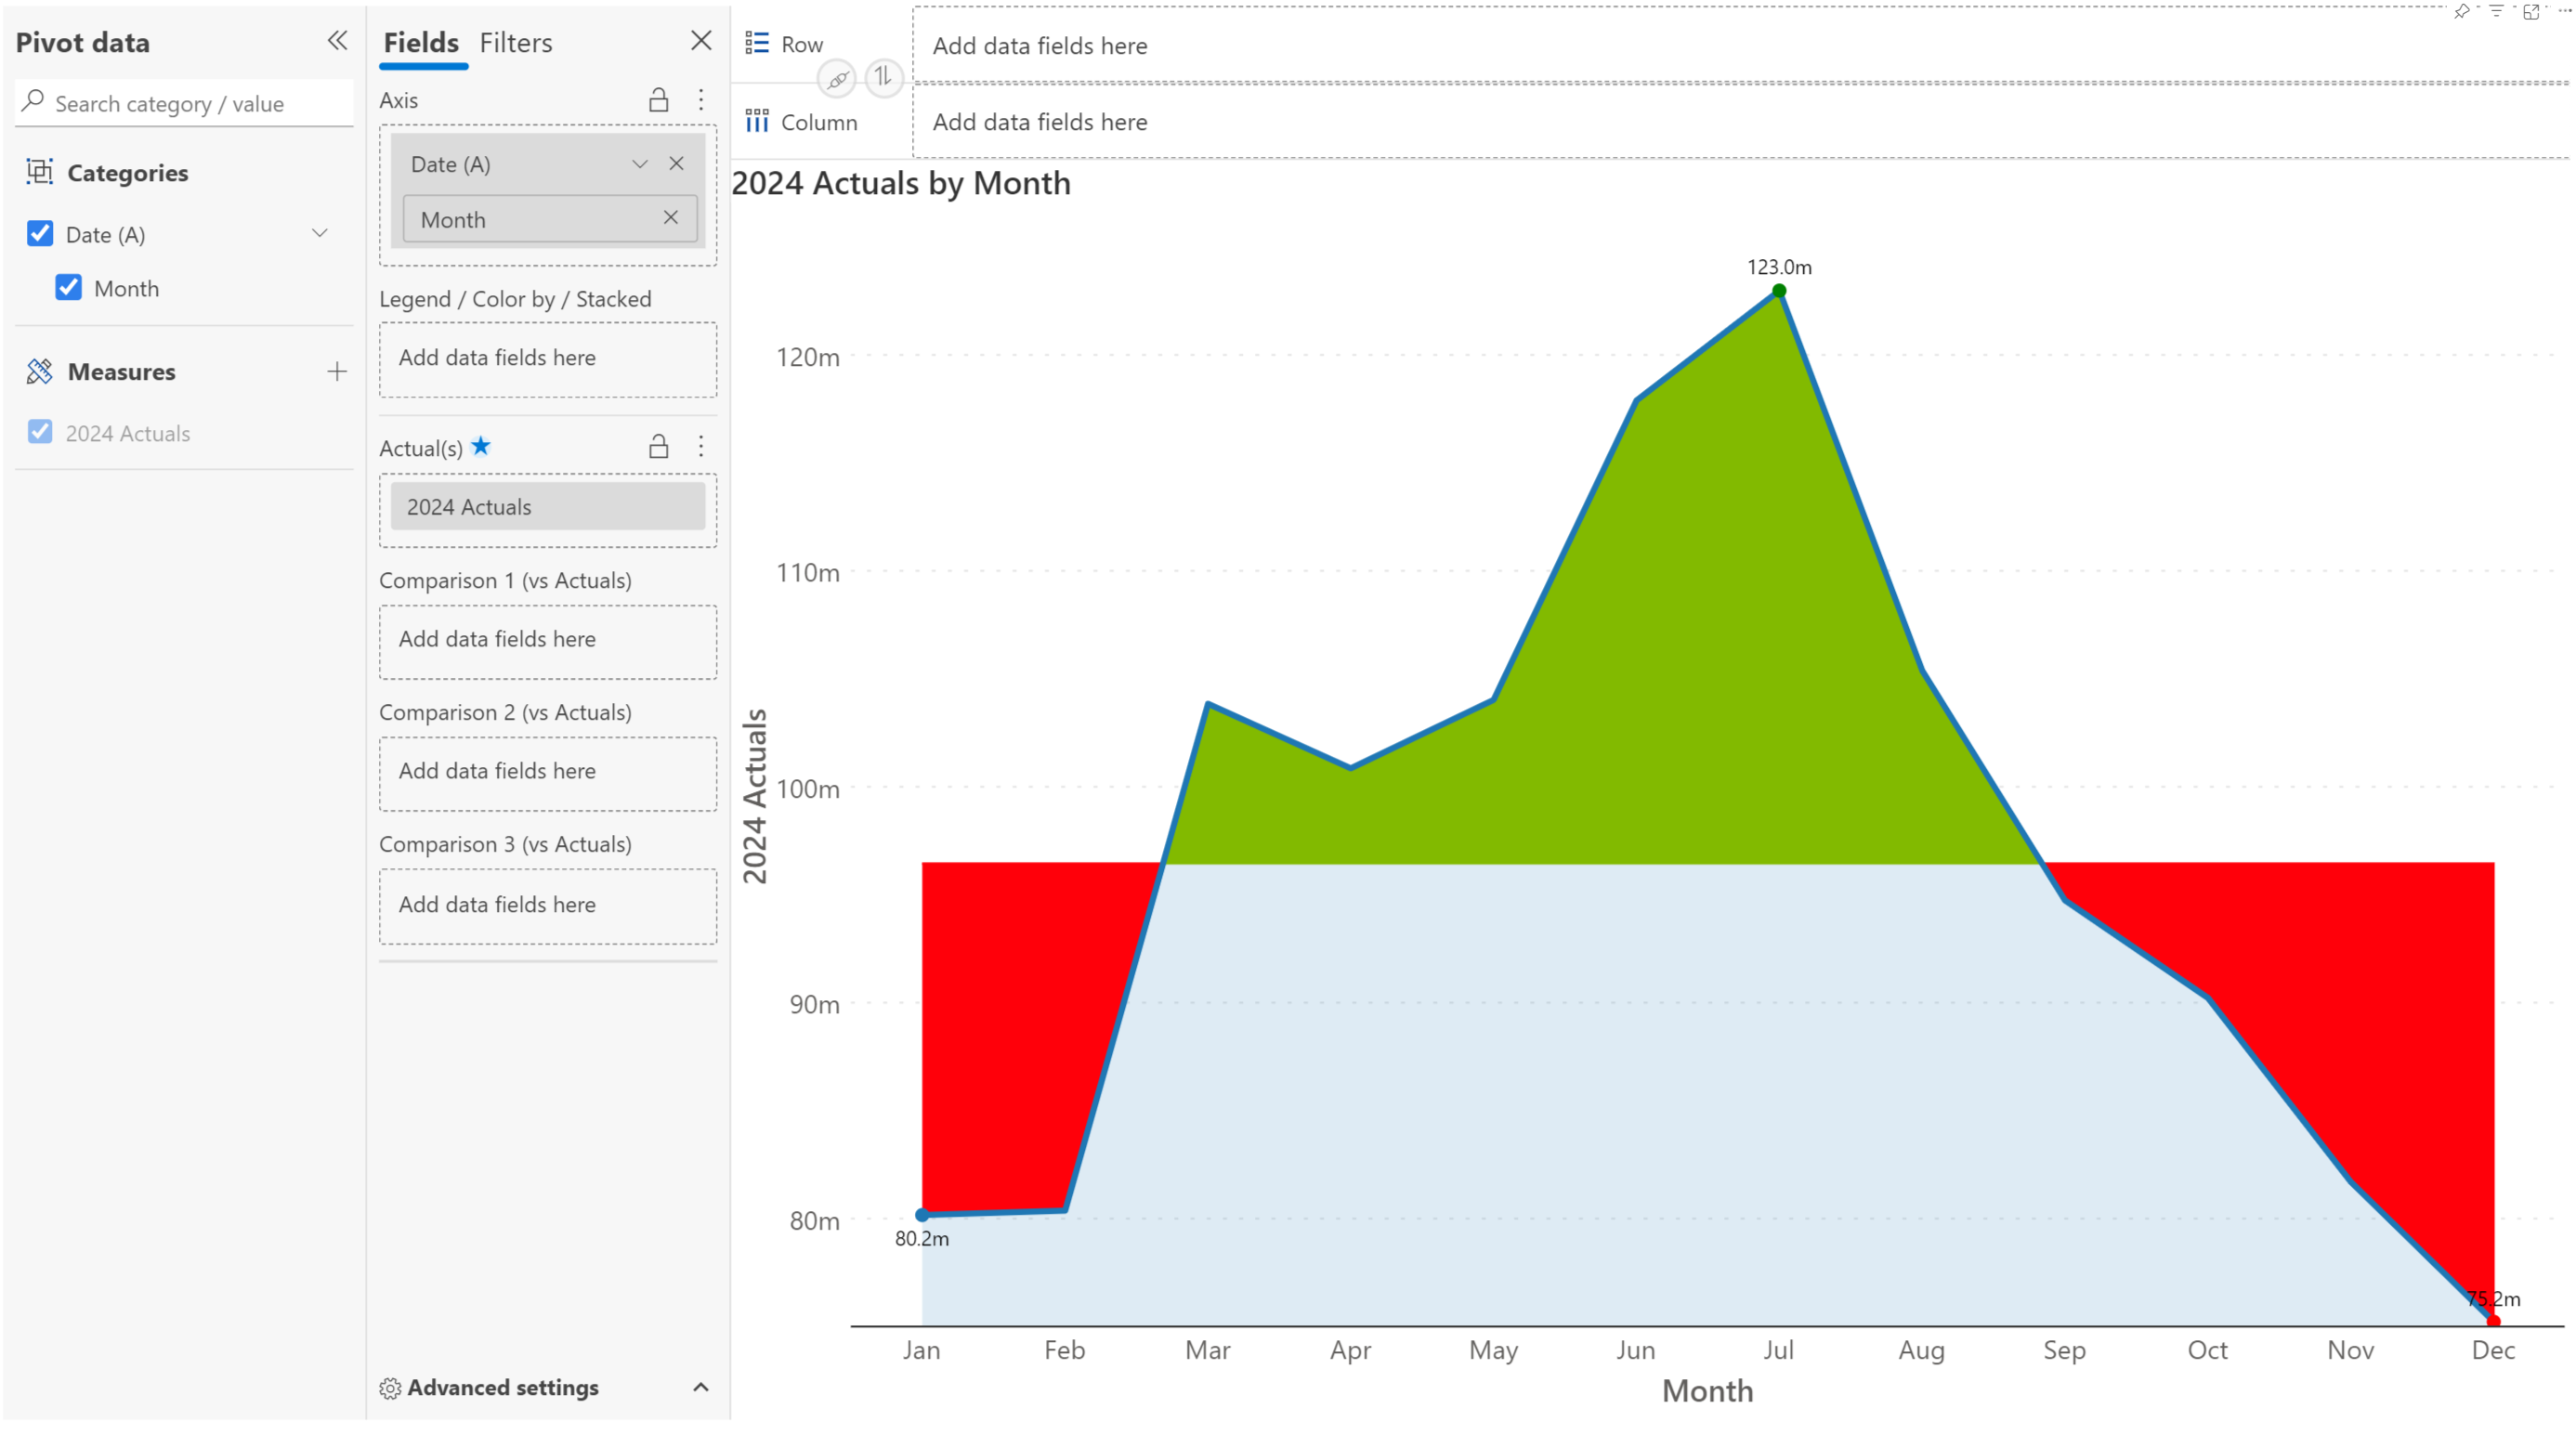 Pivot data
Search category / value
Categories
Date (A)
Month
Measures
2024 Actuals
Fields
Filters
Axis
Date (A)
Month
Legend / Color by / Stacked
Add data fields here
Actual(s)
2024 Actuals
Comparison 1 (vs Actuals)
Add data fields here
Comparison 2 (vs Actuals)
Add data fields here
Comparison 3 (vs Actuals)
Add data fields here
Advanced settings
Row
Add data fields here
Column
Add data fields here
2024 Actuals by Month
123.0m
120m
110m
100m
90m
80m
2024 Actuals
80.2m
75.2m
Jan
Feb
Mar
Apr
May
Jun
Jul
Aug
Sep
Oct
Nov
Dec
Month